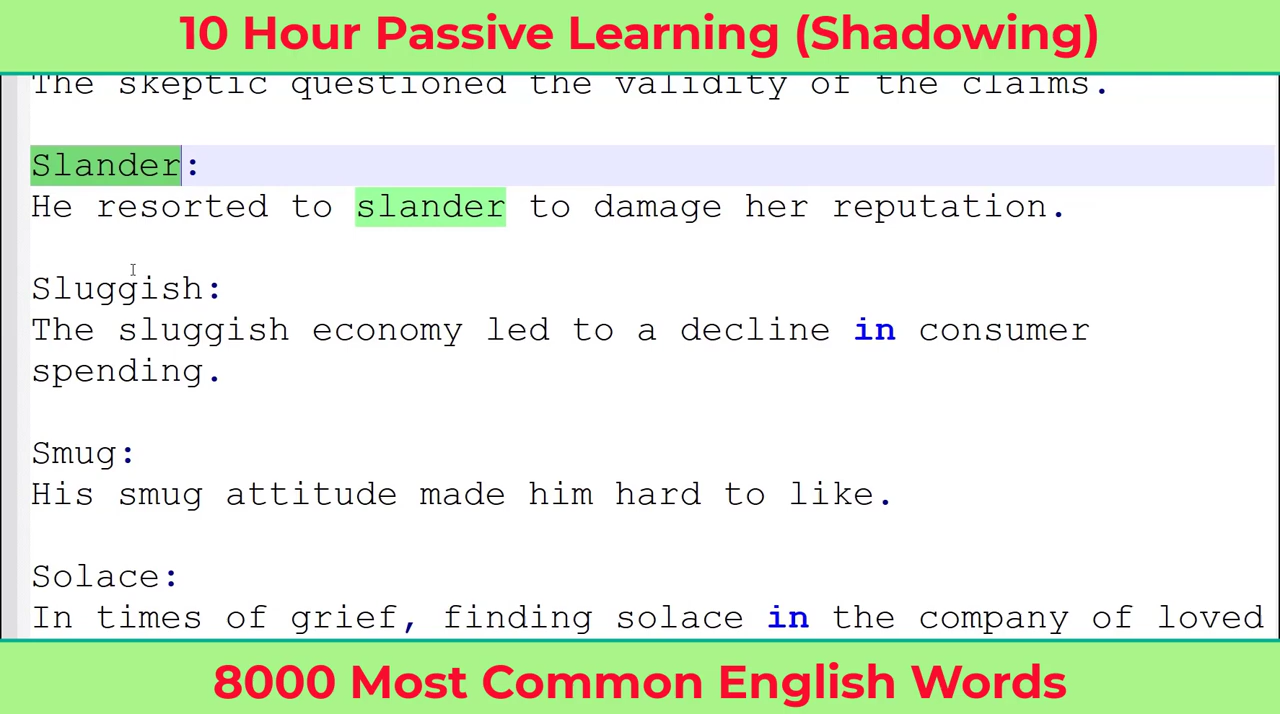 10 Hour Passive Learning (Shadowing)
The skeptic questioned the validity of the claims.
Slander:
He resorted to slander to damage her reputation.
Sluggish:
The sluggish economy led to a decline in consumer
spending.
Smug:
His smug attitude made him hard to like.
Solace:
In times of grief, finding solace in the company of loved
8000 Most Common English Words